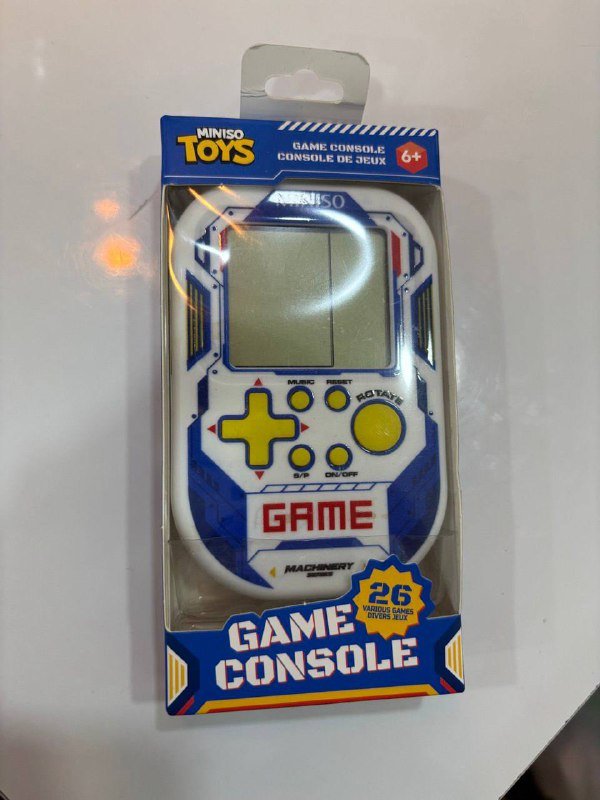 MINISO
TOYS
GAME CONSOLE
CONSOLE DE JEUX
6+
MINISO
MUSIC
RESET
ROTATE
S/P
ON/OFF
GAME
MACHINERY
SERIES
26
VARIOUS GAMES
DIVERS JEUX
GAME
CONSOLE